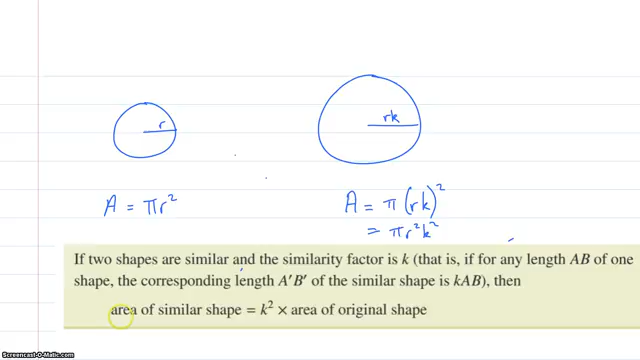 r
rk
A = πr²
A = π(rk)²
= πr²k²
If two shapes are similar and the similarity factor is k (that is, if for any length AB of one
shape, the corresponding length A′B′ of the similar shape is kAB), then
area of similar shape = k² × area of original shape
Screencast-O-Matic.com